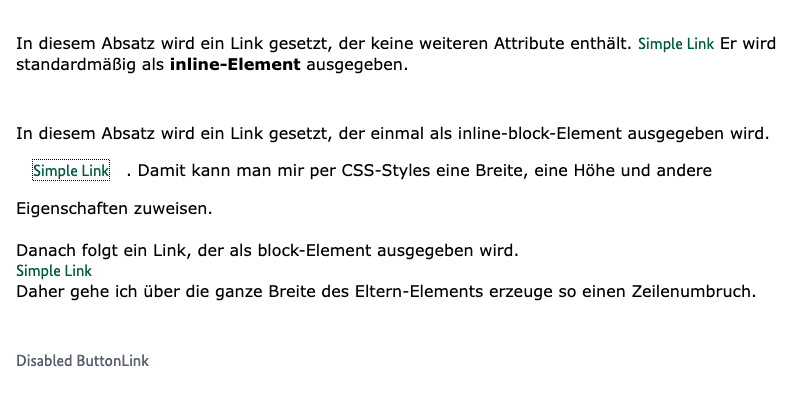 In diesem Absatz wird ein Link gesetzt, der keine weiteren Attribute enthält. Simple Link Er wird
standardmäßig als inline-Element ausgegeben.
In diesem Absatz wird ein Link gesetzt, der einmal als inline-block-Element ausgegeben wird.
Simple Link . Damit kann man mir per CSS-Styles eine Breite, eine Höhe und andere
Eigenschaften zuweisen.
Danach folgt ein Link, der als block-Element ausgegeben wird.
Simple Link
Daher gehe ich über die ganze Breite des Eltern-Elements erzeuge so einen Zeilenumbruch.
Disabled ButtonLink